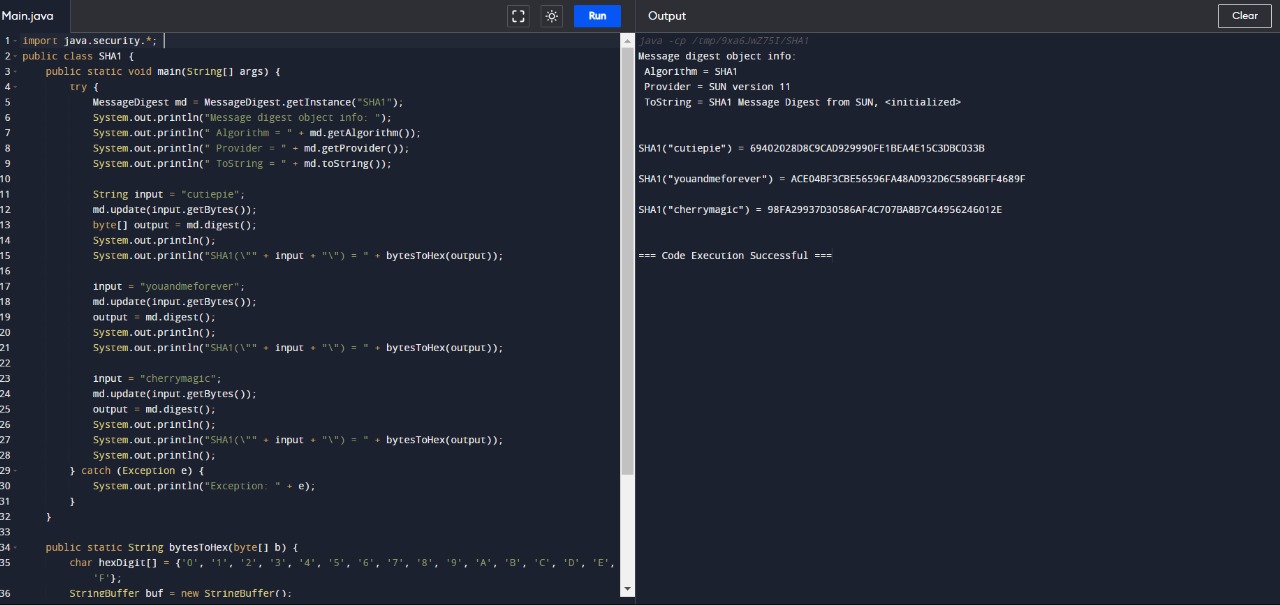 Main.java
Run
Output
Clear
1 import java.security.*;
2 public class SHA1 {
3 public static void main(String[] args) {
4 try {
5 MessageDigest md = MessageDigest.getInstance("SHA1");
6 System.out.println("Message digest object info: ");
7 System.out.println(" Algorithm = " + md.getAlgorithm());
8 System.out.println(" Provider = " + md.getProvider());
9 System.out.println(" ToString = " + md.toString());
10
11 String input = "cutiepie";
12 md.update(input.getBytes());
13 byte[] output = md.digest();
14 System.out.println();
15 System.out.println("SHA1(\"" + input + "\") = " + bytesToHex(output));
16
17 input = "youandmeforever";
18 md.update(input.getBytes());
19 output = md.digest();
20 System.out.println();
21 System.out.println("SHA1(\"" + input + "\") = " + bytesToHex(output));
22
23 input = "cherrymagic";
24 md.update(input.getBytes());
25 output = md.digest();
26 System.out.println();
27 System.out.println("SHA1(\"" + input + "\") = " + bytesToHex(output));
28 System.out.println();
29 } catch (Exception e) {
30 System.out.println("Exception: " + e);
31 }
32 }
33
34 public static String bytesToHex(byte[] b) {
35 char hexDigit[] = {'0', '1', '2', '3', '4', '5', '6', '7', '8', '9', 'A', 'B', 'C', 'D', 'E',
'F'};
36 StringBuffer buf = new StringBuffer();
java -cp /tmp/9xa6JwZ7SI/SHA1
Message digest object info:
Algorithm = SHA1
Provider = SUN version 11
ToString = SHA1 Message Digest from SUN, <initialized>
SHA1("cutiepie") = 69402028D8C9CAD929990FE1BEA4E15C3DBC033B
SHA1("youandmeforever") = ACE04BF3CBE56596FA48AD932D6C5896BFF4689F
SHA1("cherrymagic") = 98FA29937D30586AF4C707BA8B7C44956246012E
=== Code Execution Successful ===